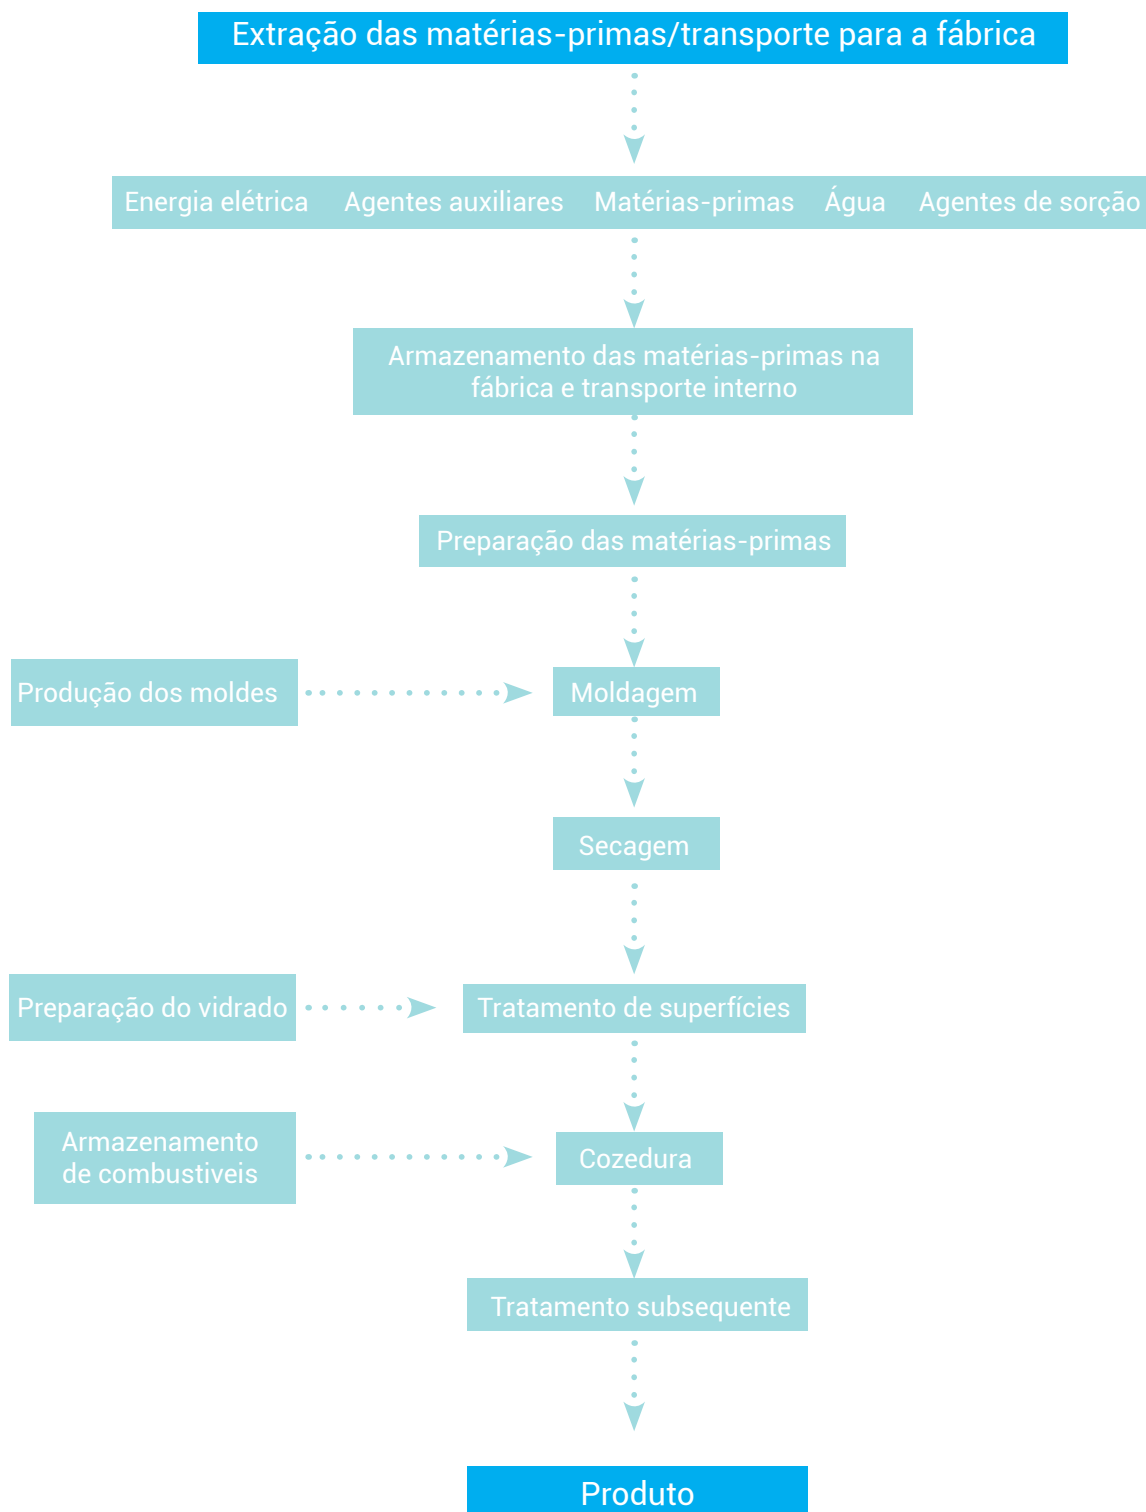 Extração das matérias-primas/transporte para a fábrica
Energia elétrica Agentes auxiliares Matérias-primas Água Agentes de sorção
Armazenamento das matérias-primas na
fábrica e transporte interno
Preparação das matérias-primas
Produção dos moldes
Moldagem
Secagem
Preparação do vidrado
Tratamento de superfícies
Armazenamento
de combustiveis
Cozedura
Tratamento subsequente
Produto